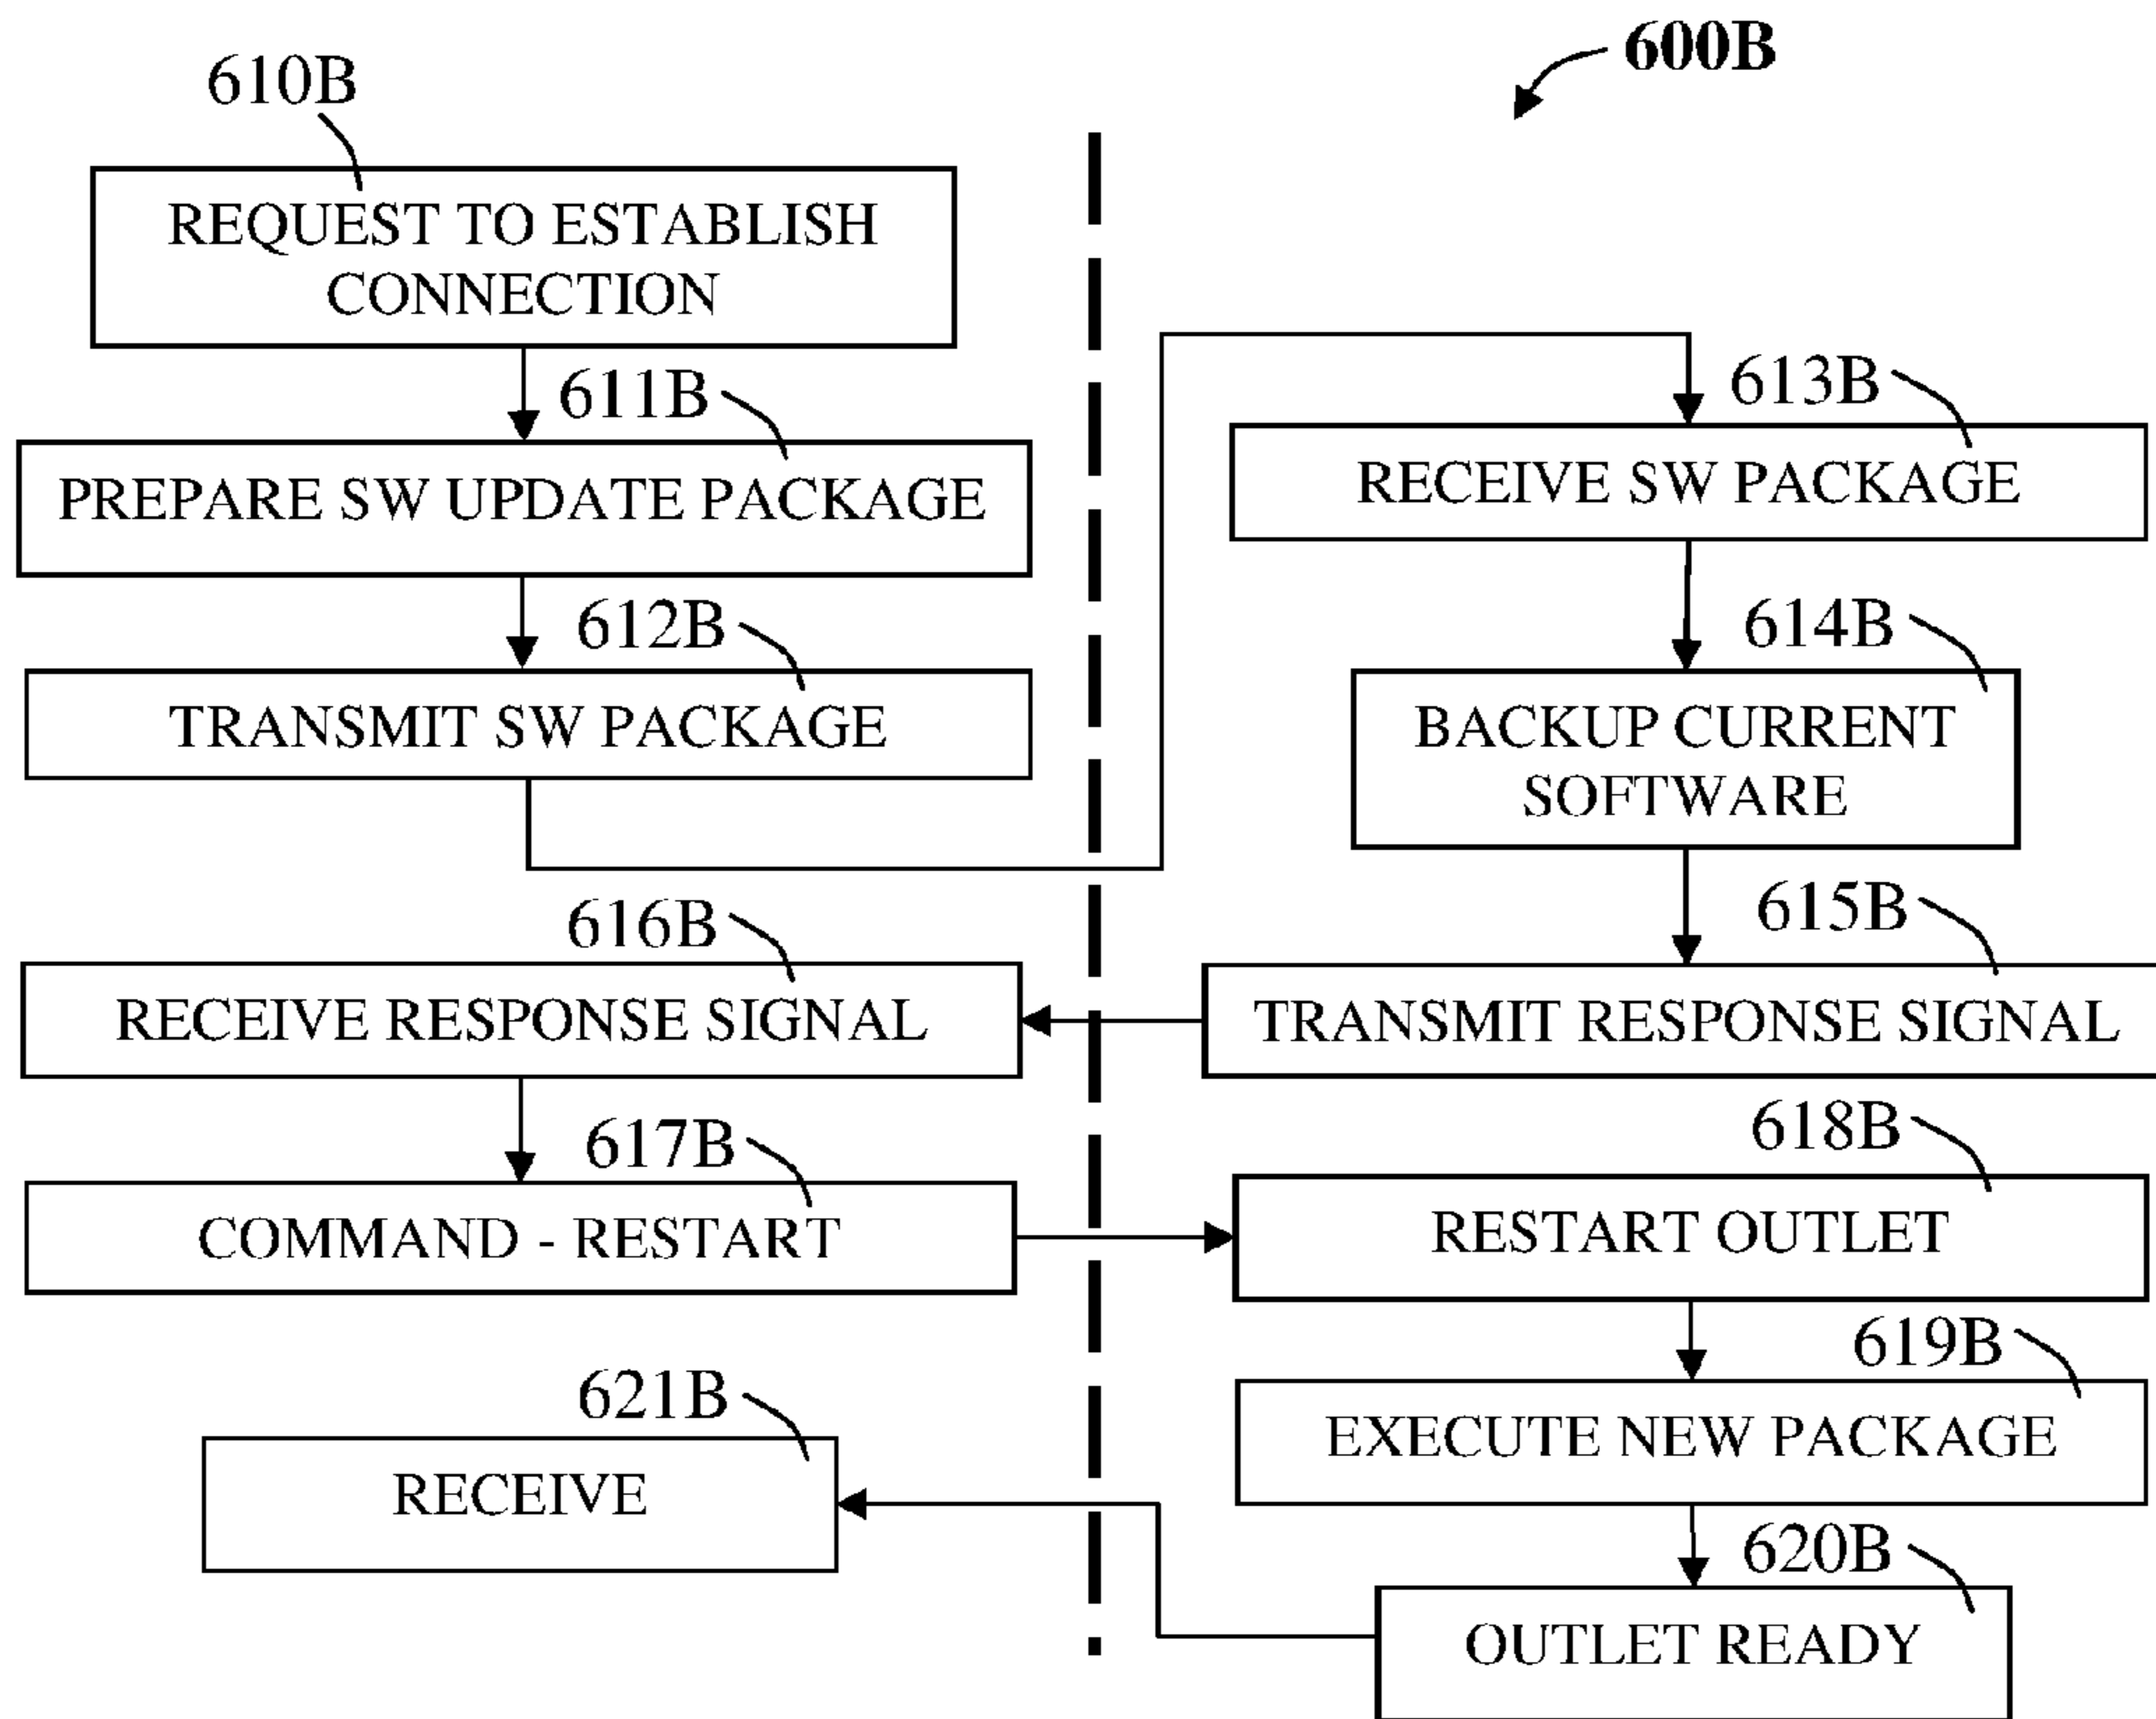 600B
610B
REQUEST TO ESTABLISH
CONNECTION
611B
PREPARE SW UPDATE PACKAGE
612B
TRANSMIT SW PACKAGE
613B
RECEIVE SW PACKAGE
614B
BACKUP CURRENT
SOFTWARE
615B
TRANSMIT RESPONSE SIGNAL
616B
RECEIVE RESPONSE SIGNAL
617B
COMMAND - RESTART
618B
RESTART OUTLET
619B
EXECUTE NEW PACKAGE
620B
OUTLET READY
621B
RECEIVE